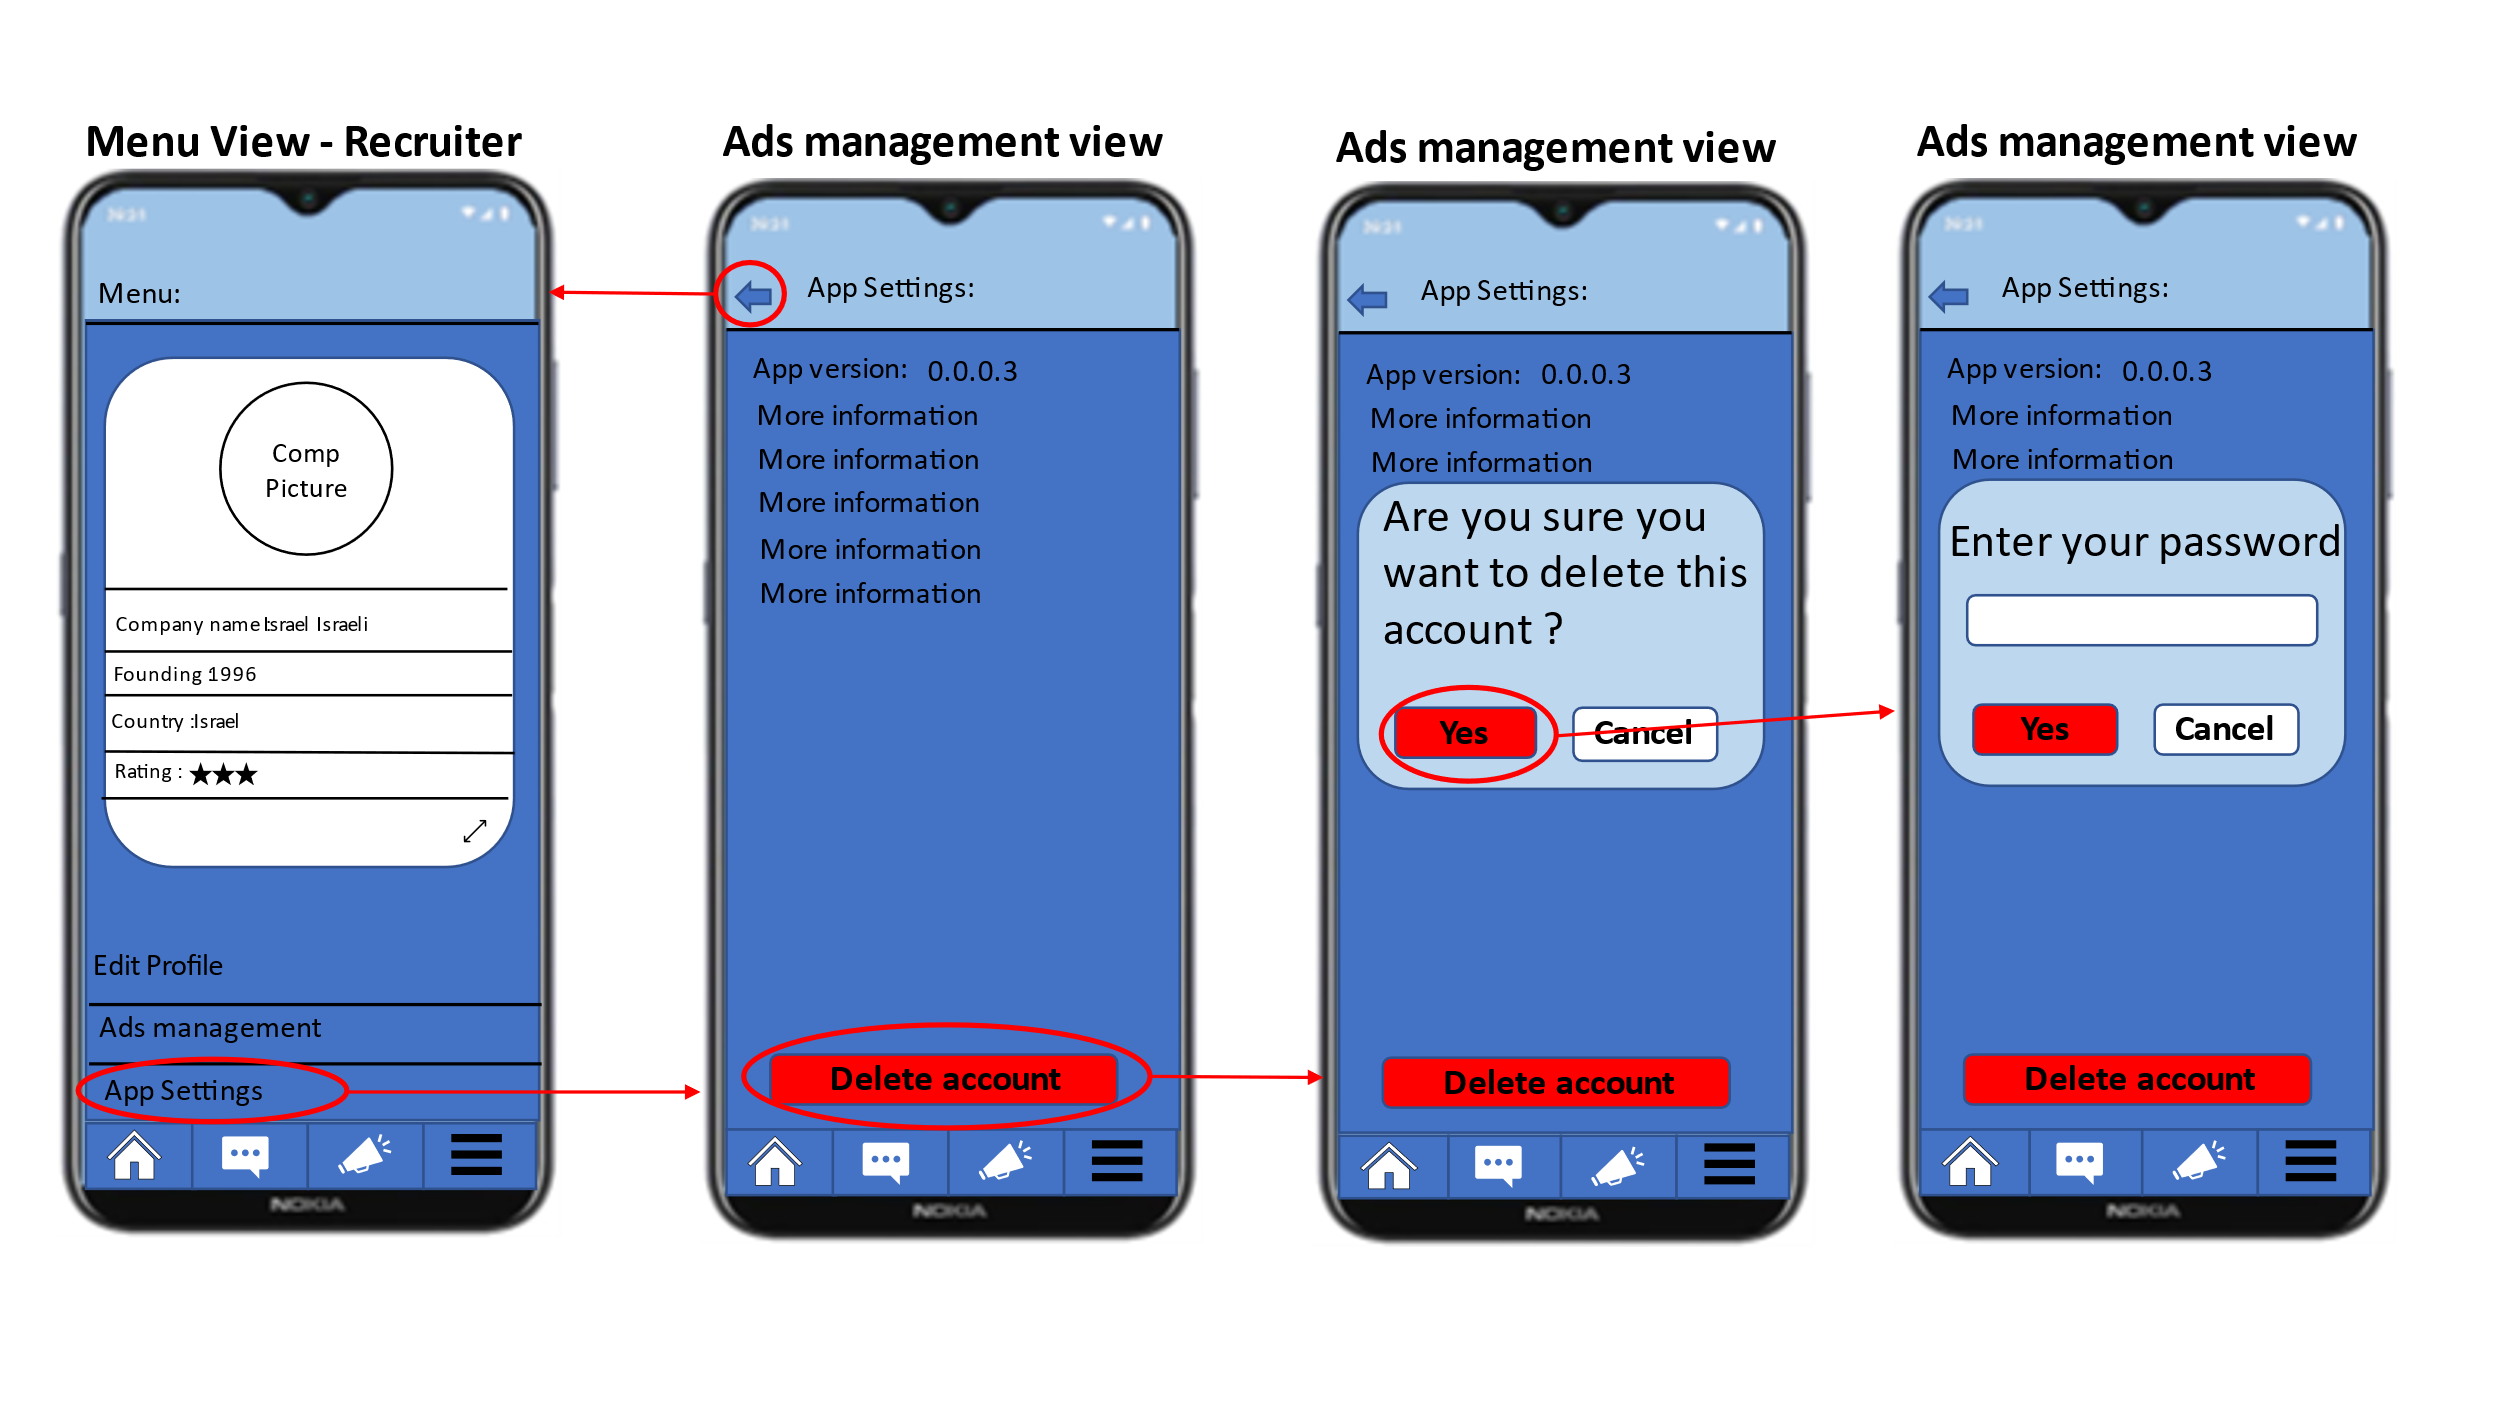 Menu View - Recruiter
Menu:
Comp
Picture
Company name: Israel Israeli
Founding 1996
Country :Israel
Rating : ★★★
Edit Profile
Ads management
App Settings
NOKIA
Ads management view
App Settings:
App version: 0.0.0.3
More information
More information
More information
More information
More information
Delete account
NOKIA
Ads management view
App Settings:
App version: 0.0.0.3
More information
More information
Are you sure you
want to delete this
account ?
Yes Cancel
Delete account
NOKIA
Ads management view
App Settings:
App version: 0.0.0.3
More information
More information
Enter your password
Yes Cancel
Delete account
NOKIA